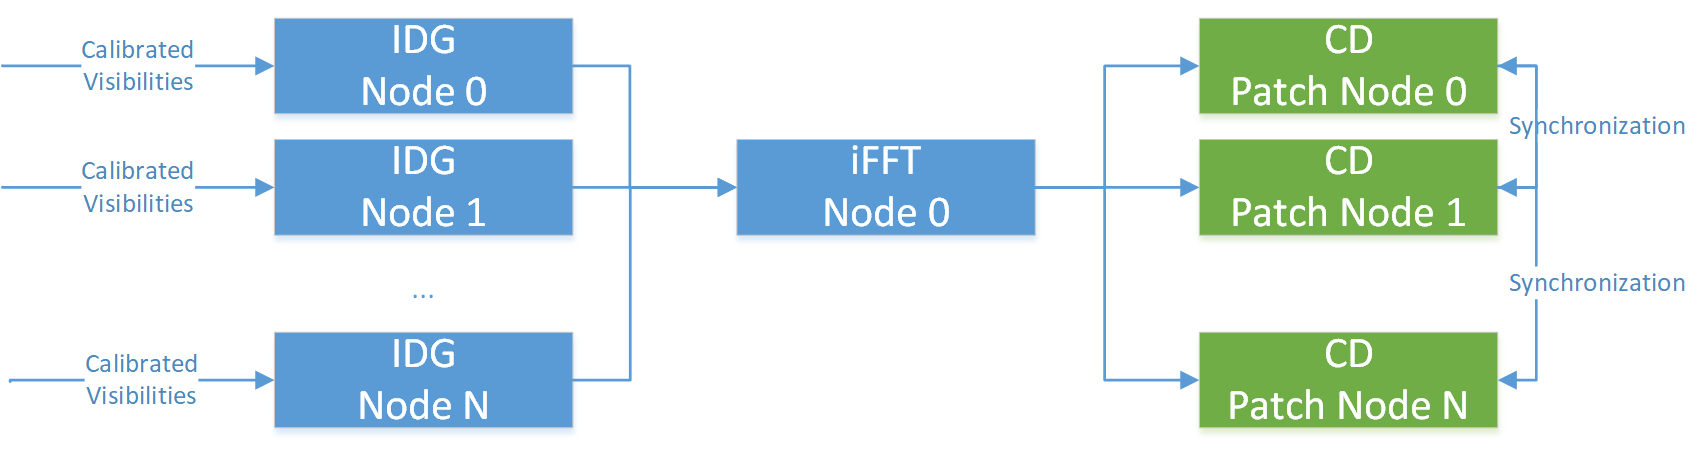 Calibrated
Visibilities
IDG
Node 0
CD
Patch Node 0
Synchronization
Calibrated
Visibilities
IDG
Node 1
iFFT
Node 0
CD
Patch Node 1
...
Synchronization
Calibrated
Visibilities
IDG
Node N
CD
Patch Node N